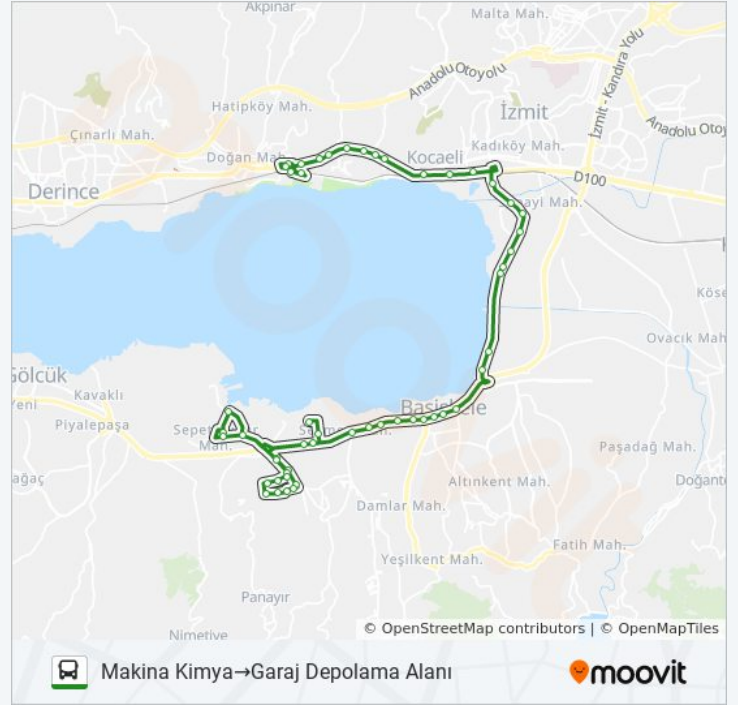 Akpınar
Malta Mah.
Anadolu Otoyolu
İzmit - Kandıra Yolu
Hatipköy Mah.
İzmit
Çınarlı Mah.
Anadolu Otoy
Doğan Mah.
Kocaeli
Kadıköy Mah.
Derince
D100
Köse
Ovacık Mah
Gölcük
Kavaklı
Yeni
Başiskele
Piyalepaşa
Mah.
Paşadağ Mah.
ağaç
Altınkent Mah.
Doğant
Damlar Mah.
Fatih Mah.
Yeşilkent Mah.
Panayır
Nimetiye
© OpenStreetMap contributors | © OpenMapTiles
Makina Kimya→Garaj Depolama Alanı
moovit